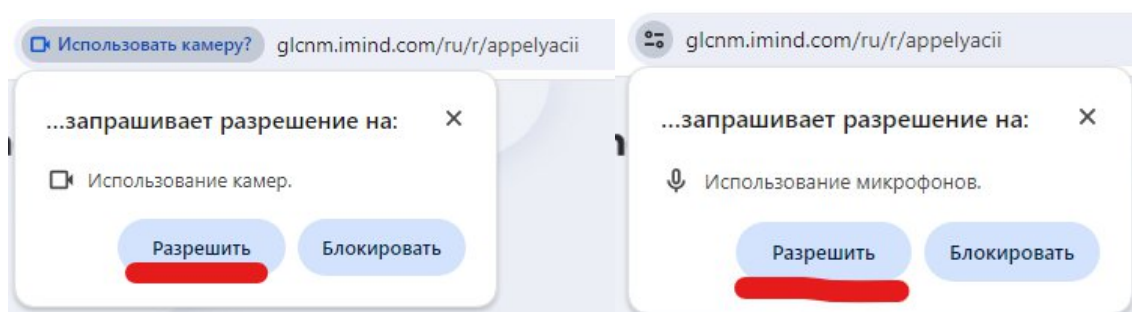 Использовать камеру? glcnm.imind.com/ru/r/appelyacii
...запрашивает разрешение на:
Использование камер.
Разрешить Блокировать
glcnm.imind.com/ru/r/appelyacii
...запрашивает разрешение на:
Использование микрофонов.
Разрешить Блокировать